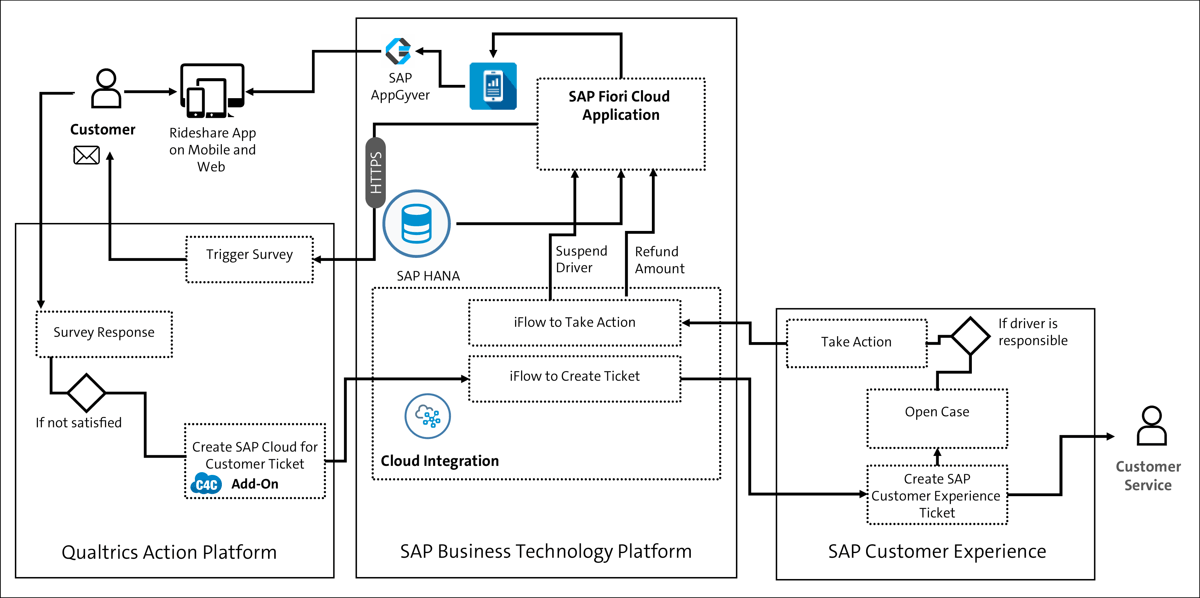 Customer
Rideshare App
on Mobile and
Web
SAP
AppGyver
SAP Fiori Cloud
Application
HTTPS
SAP HANA
Suspend
Driver
Refund
Amount
Trigger Survey
Survey Response
If not satisfied
Create SAP Cloud for
Customer Ticket
C4C
Add-On
Qualtrics Action Platform
iFlow to Take Action
iFlow to Create Ticket
Cloud Integration
SAP Business Technology Platform
Take Action
If driver is
responsible
Open Case
Create SAP
Customer Experience
Ticket
SAP Customer Experience
Customer
Service